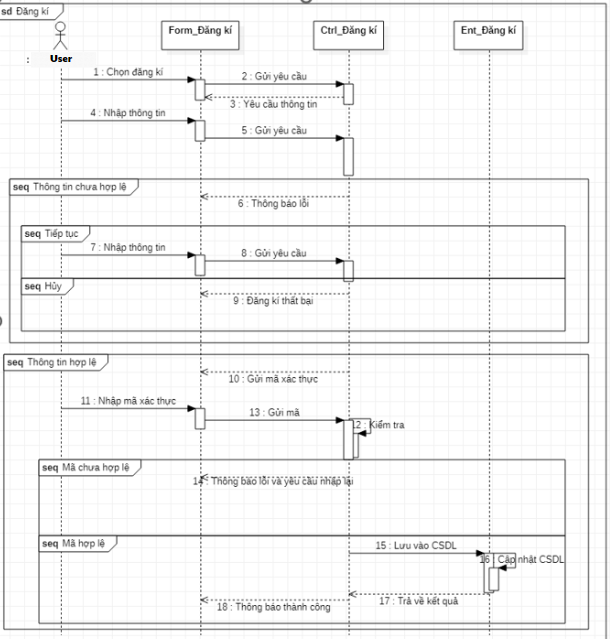 sd Đăng kí
Form_Đăng kí
Ctrl_Đăng kí
Ent_Đăng kí
: User
1 : Chọn đăng kí
2 : Gửi yêu cầu
3 : Yêu cầu thông tin
4 : Nhập thông tin
5 : Gửi yêu cầu
seq Thông tin chưa hợp lệ
6 : Thông báo lỗi
seq Tiếp tục
7 : Nhập thông tin
8 : Gửi yêu cầu
seq Hủy
9 : Đăng kí thất bại
seq Thông tin hợp lệ
10 : Gửi mã xác thực
11 : Nhập mã xác thực
13 : Gửi mã
12 : Kiểm tra
seq Mã chưa hợp lệ
14 : Thông báo lỗi và yêu cầu nhập lại
seq Mã hợp lệ
15 : Lưu vào CSDL
16 : Cập nhật CSDL
17 : Trả về kết quả
18 : Thông báo thành công